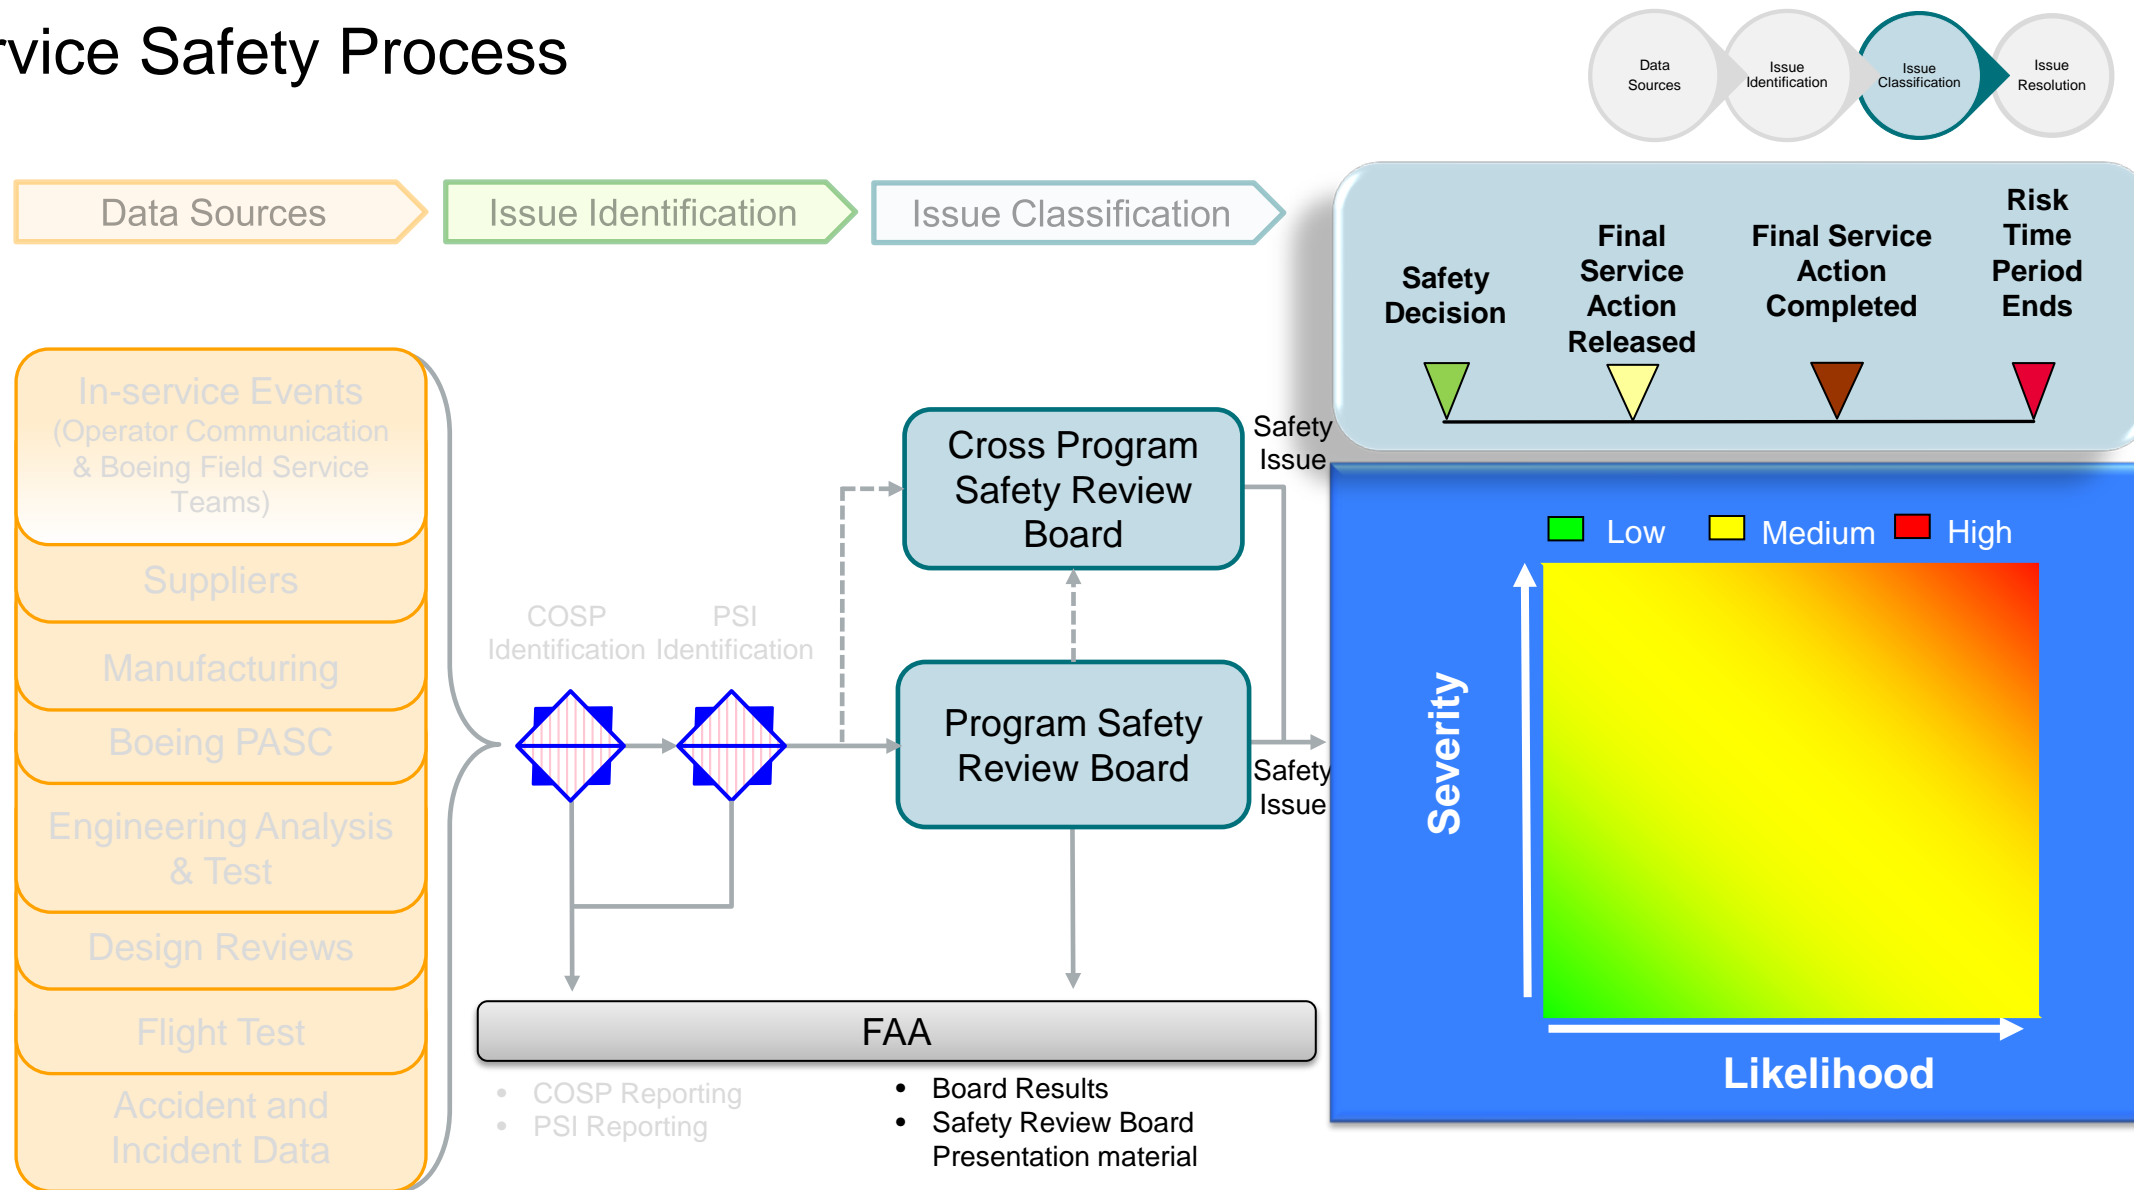 rvice Safety Process
Data
Sources
Issue
Identification
Issue
Classification
Issue
Resolution
Data Sources
Issue Identification
Issue Classification
In-service Events
(Operator Communication
& Boeing Field Service
Teams)
Suppliers
Manufacturing
Boeing PASC
Engineering Analysis
& Test
Design Reviews
Flight Test
Accident and
Incident Data
COSP
Identification
PSI
Identification
Cross Program
Safety Review
Board
Program Safety
Review Board
Safety
Issue
Safety
Issue
FAA
• COSP Reporting
• PSI Reporting
• Board Results
• Safety Review Board
Presentation material
Safety
Decision
Final
Service
Action
Released
Final Service
Action
Completed
Risk
Time
Period
Ends
Low
Medium
High
Severity
Likelihood